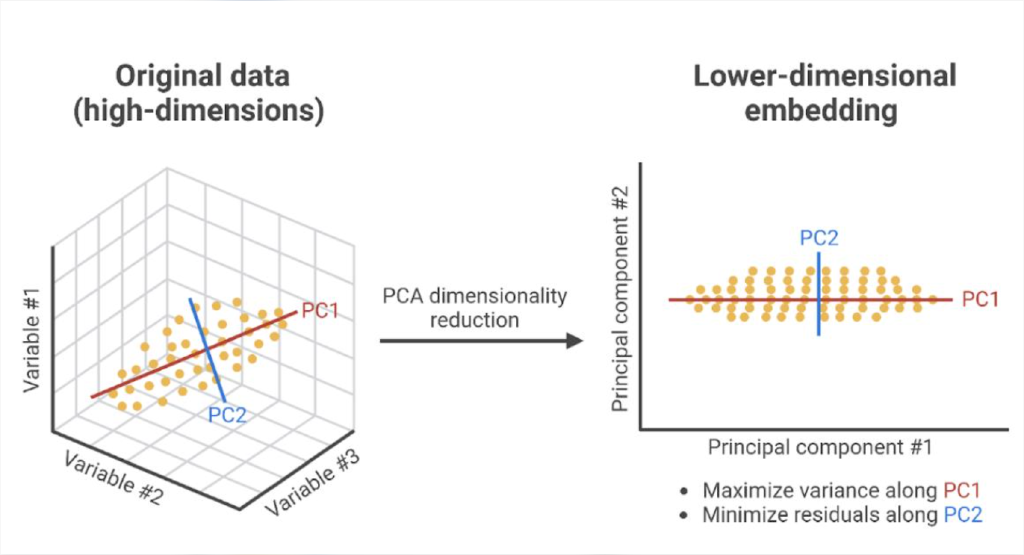 Original data
(high-dimensions)
Lower-dimensional
embedding
Variable #1
Variable #2
Variable #3
PC1
PC2
PCA dimensionality
reduction
Principal component #2
PC2
PC1
Principal component #1
• Maximize variance along PC1
• Minimize residuals along PC2